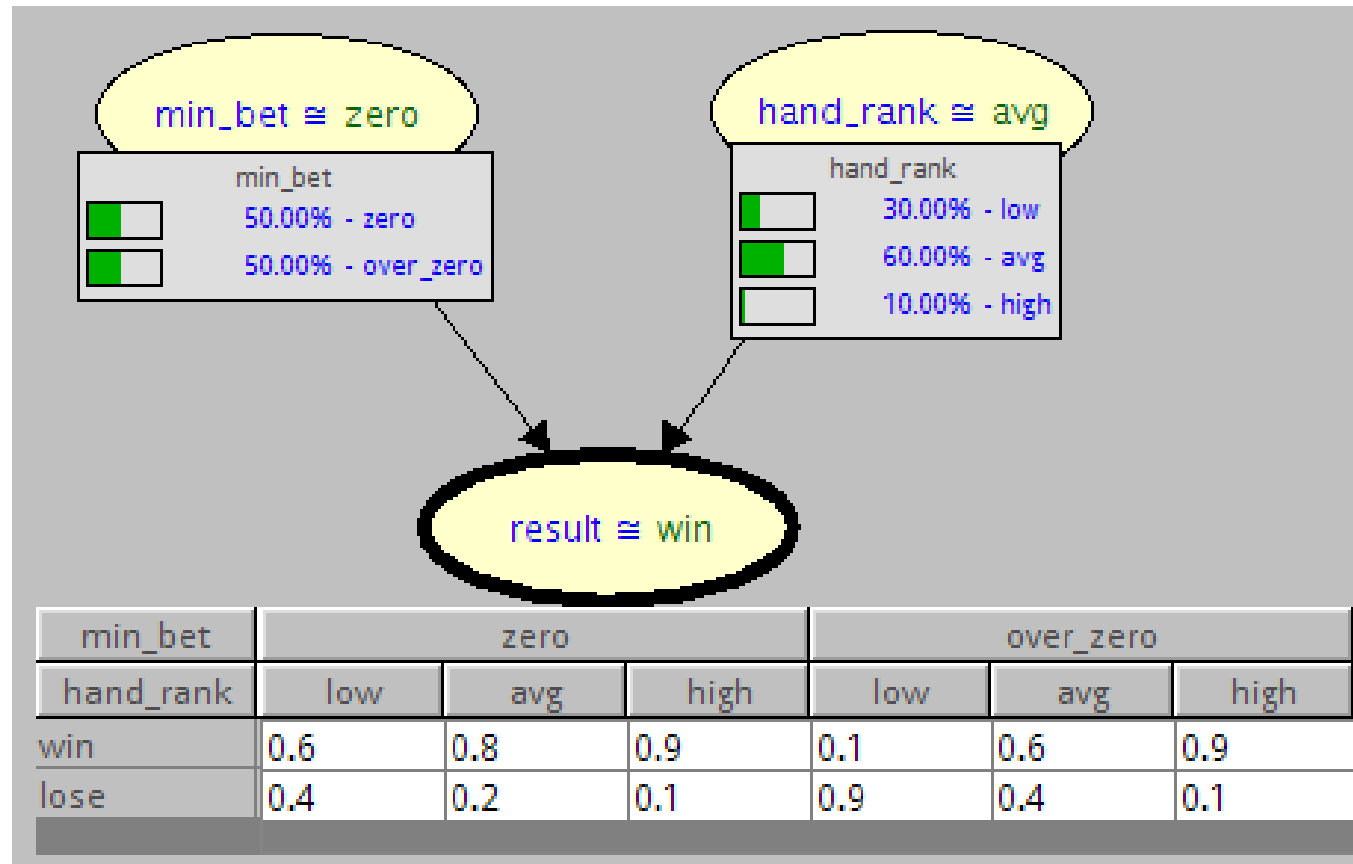 min_bet ≅ zero
hand_rank ≅ avg
min_bet
50.00% - zero
50.00% - over_zero
hand_rank
30.00% - low
60.00% - avg
10.00% - high
result ≅ win
min_bet zero over_zero
hand_rank low avg high low avg high
win 0.6 0.8 0.9 0.1 0.6 0.9
lose 0.4 0.2 0.1 0.9 0.4 0.1